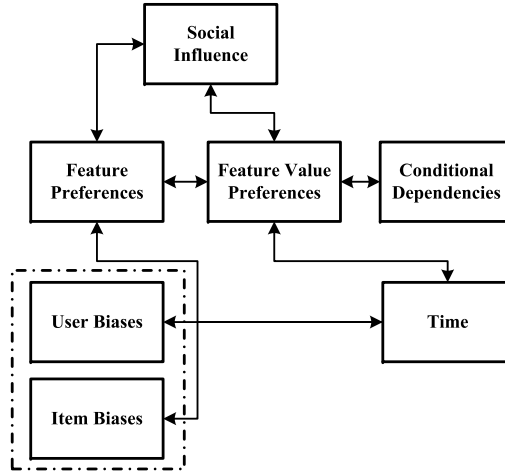 Social
Influence
Feature
Preferences
Feature Value
Preferences
Conditional
Dependencies
User Biases
Time
Item Biases